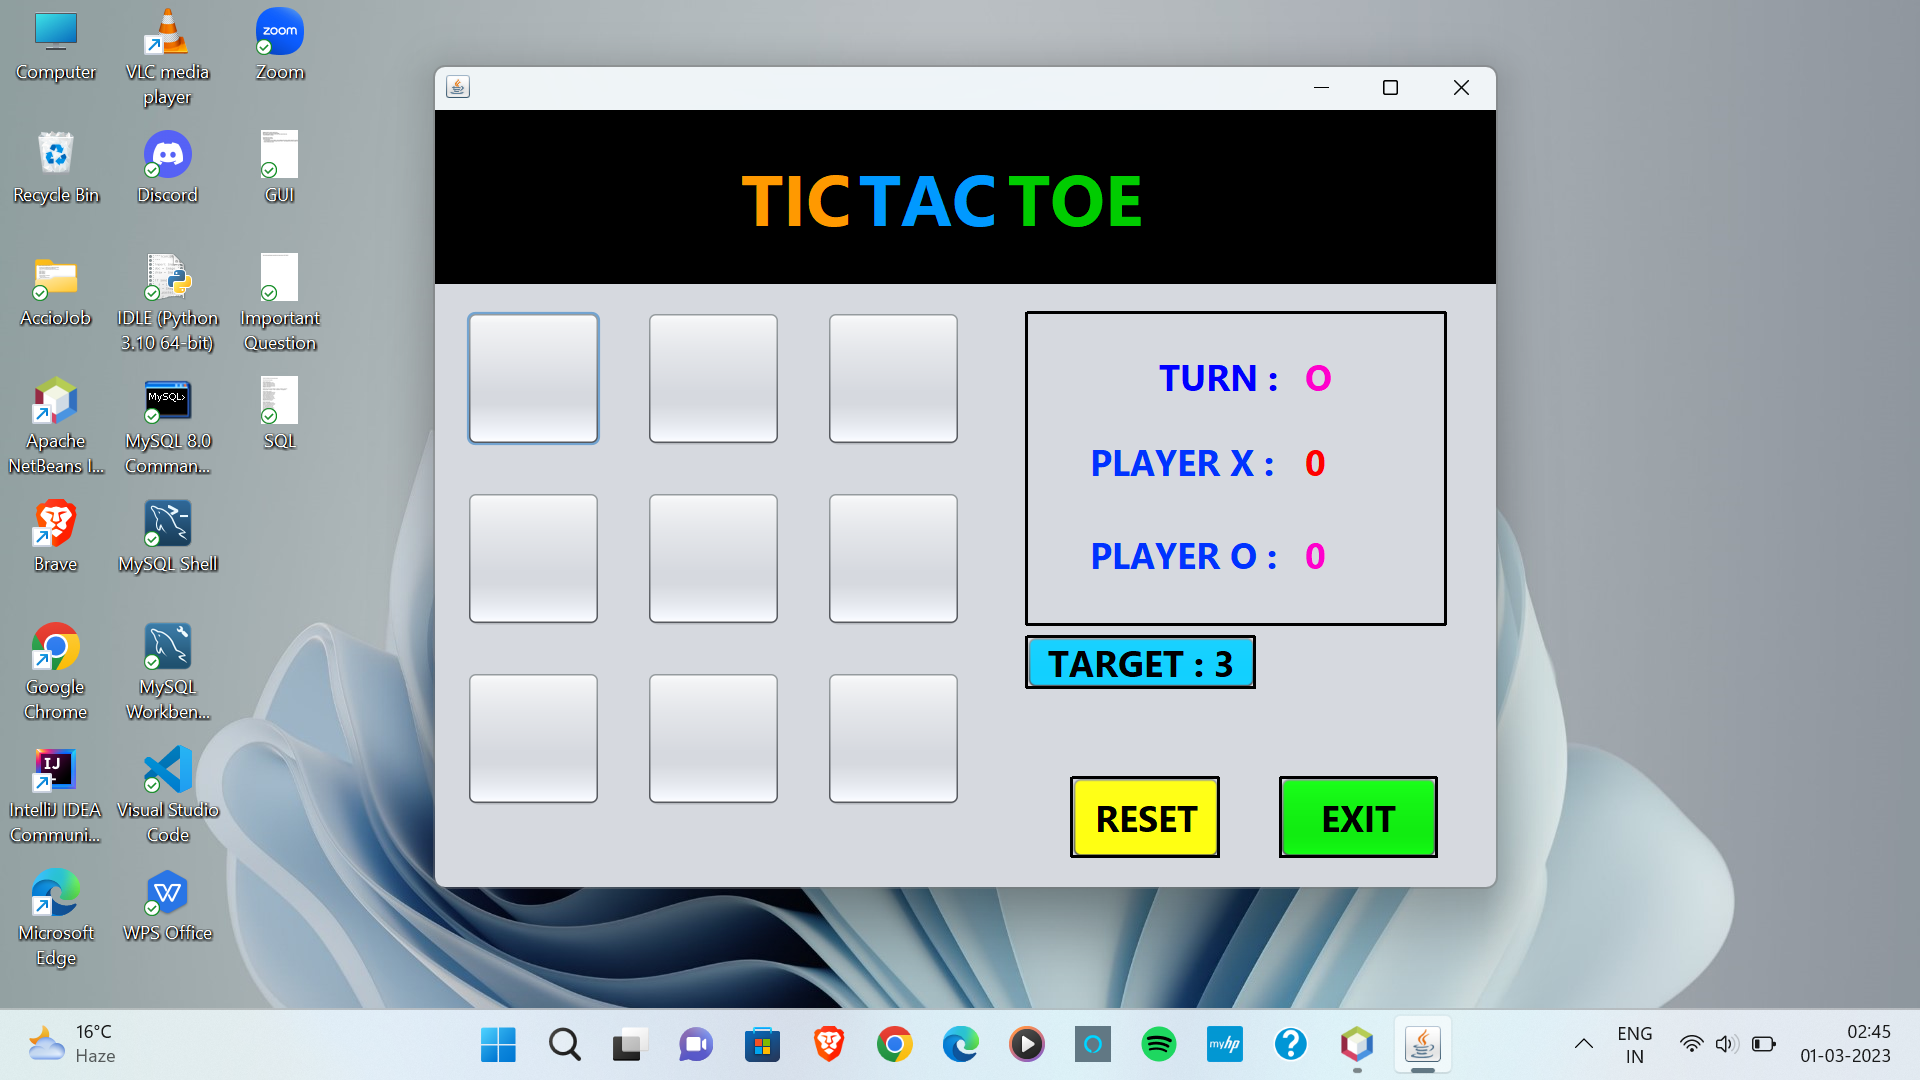 Computer
VLC media
player
Zoom
Recycle Bin
Discord
GUI
AccioJob
IDLE (Python
3.10 64-bit)
Important
Question
Apache
NetBeans I...
MySQL>
MySQL 8.0
Comman...
SQL
Brave
MySQL Shell
Google
Chrome
MySQL
Workben...
IJ
IntelliJ IDEA
Communi...
Visual Studio
Code
Microsoft
Edge
WPS Office
zoom
TIC TAC TOE
TURN : O
PLAYER X : 0
PLAYER O : 0
TARGET : 3
RESET
EXIT
16°C
Haze
myhp
?
ENG
IN
02:45
01-03-2023